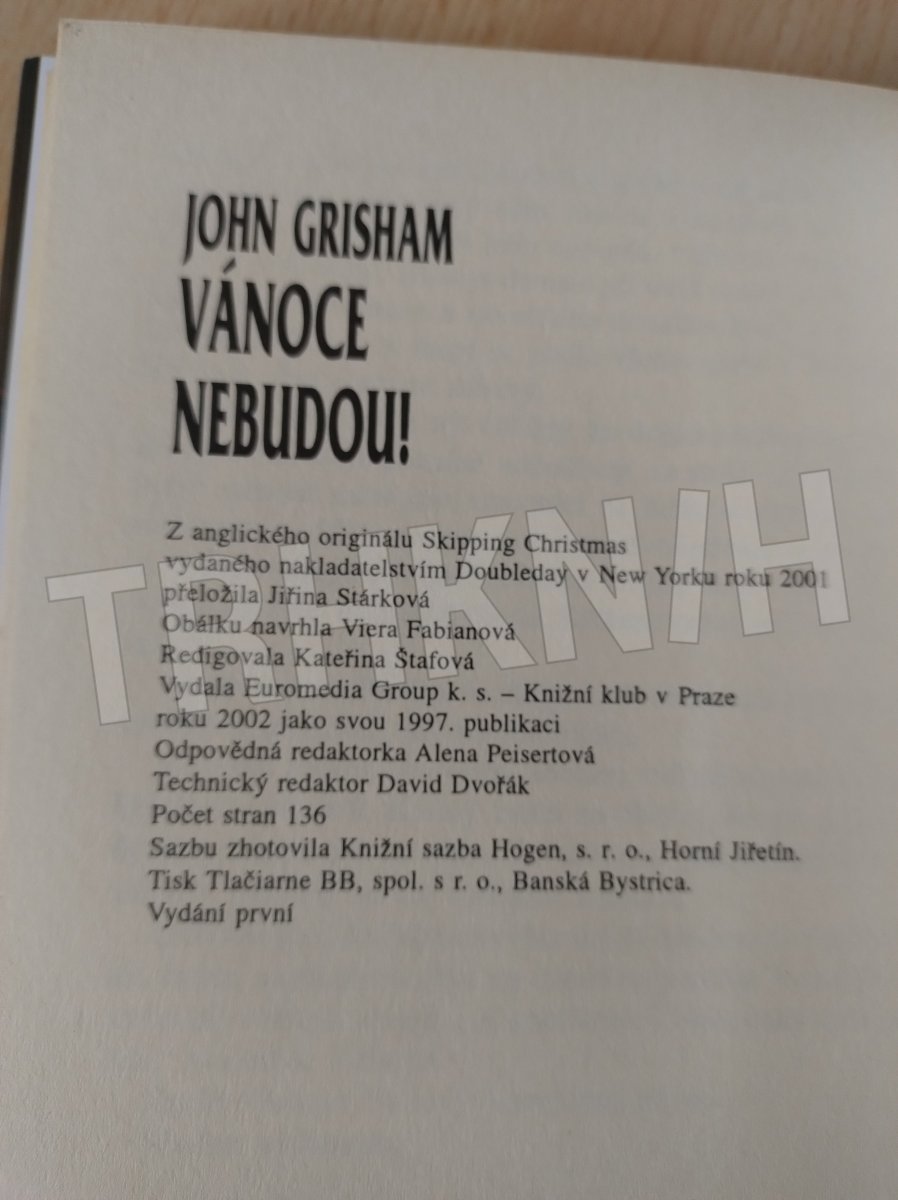 JOHN GRISHAM
VÁNOCE
NEBUDOU!
Z anglického originálu Skipping Christmas
vydaného nakladatelstvím Doubleday v New Yorku roku 2001
přeložila Jiřina Stárková
Obálku navrhla Viera Fabianová
Redigovala Kateřina Štafová
Vydala Euromedia Group k. s. – Knižní klub v Praze
roku 2002 jako svou 1997. publikaci
Odpovědná redaktorka Alena Peisertová
Technický redaktor David Dvořák
Počet stran 136
Sazbu zhotovila Knižní sazba Hogen, s. r. o., Horní Jiřetín.
Tisk Tlačiarne BB, spol. s r. o., Banská Bystrica.
Vydání první